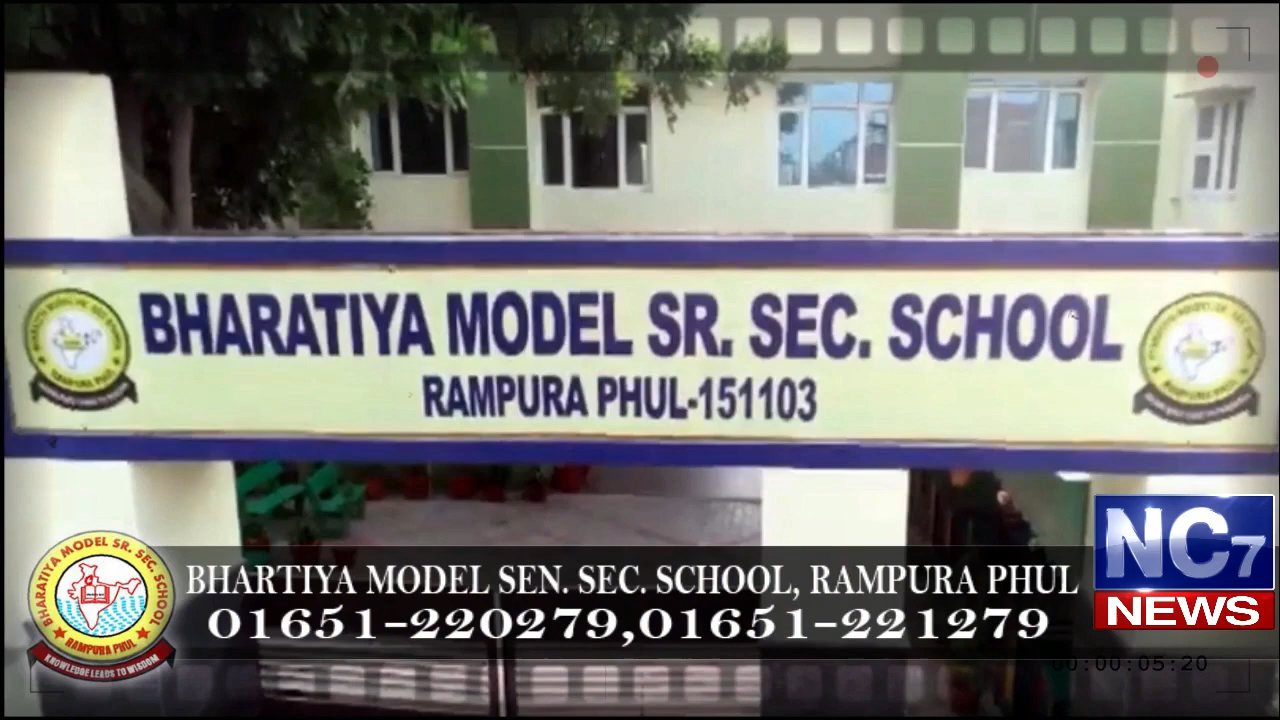 BHARATIYA MODEL SR. SEC. SCHOOL
RAMPURA PHUL-151103
BHARATIYA MODEL SR. SEC. SCHOOL
RAMPURA PHUL
KNOWLEDGE LEADS TO WISDOM
BHARTIYA MODEL SEN. SEC. SCHOOL, RAMPURA PHUL
01651-220279,01651-221279
NC7
NEWS
00:00:05:20